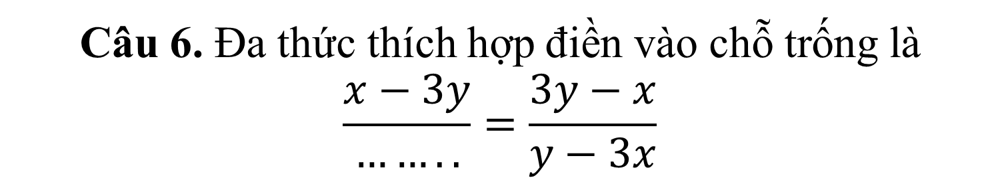 Câu 6. Đa thức thích hợp điền vào chỗ trống là
x − 3y / ... ... . . = 3y − x / y − 3x